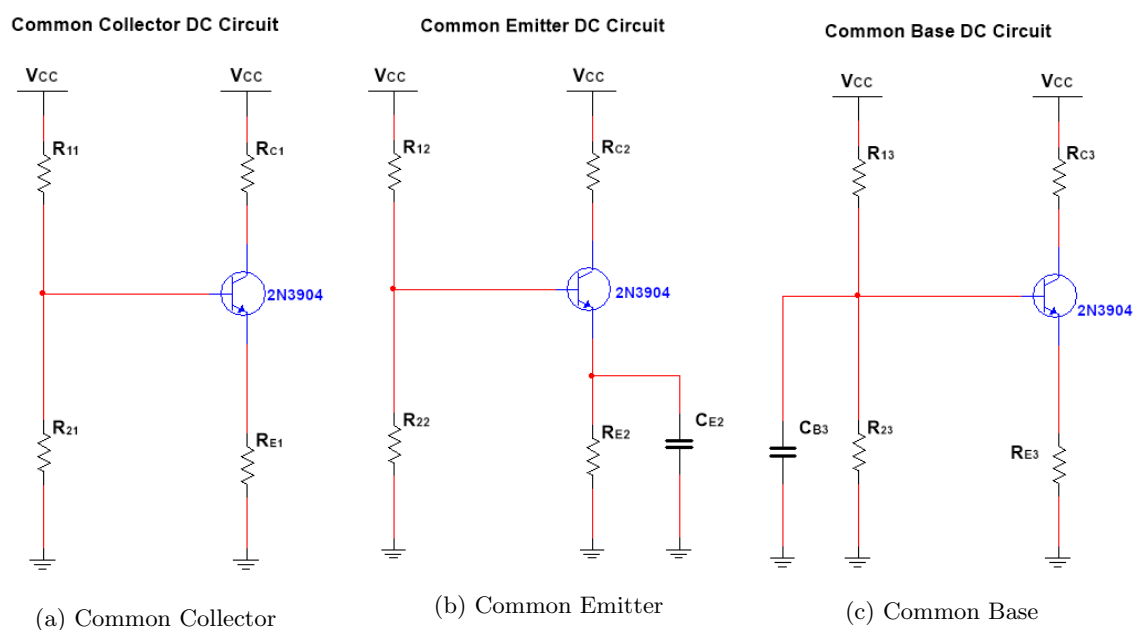 Common Collector DC Circuit
VCC
VCC
R11
RC1
2N3904
R21
RE1
(a) Common Collector
Common Emitter DC Circuit
VCC
VCC
R12
RC2
2N3904
R22
RE2
CE2
(b) Common Emitter
Common Base DC Circuit
VCC
VCC
R13
RC3
2N3904
CB3
R23
RE3
(c) Common Base